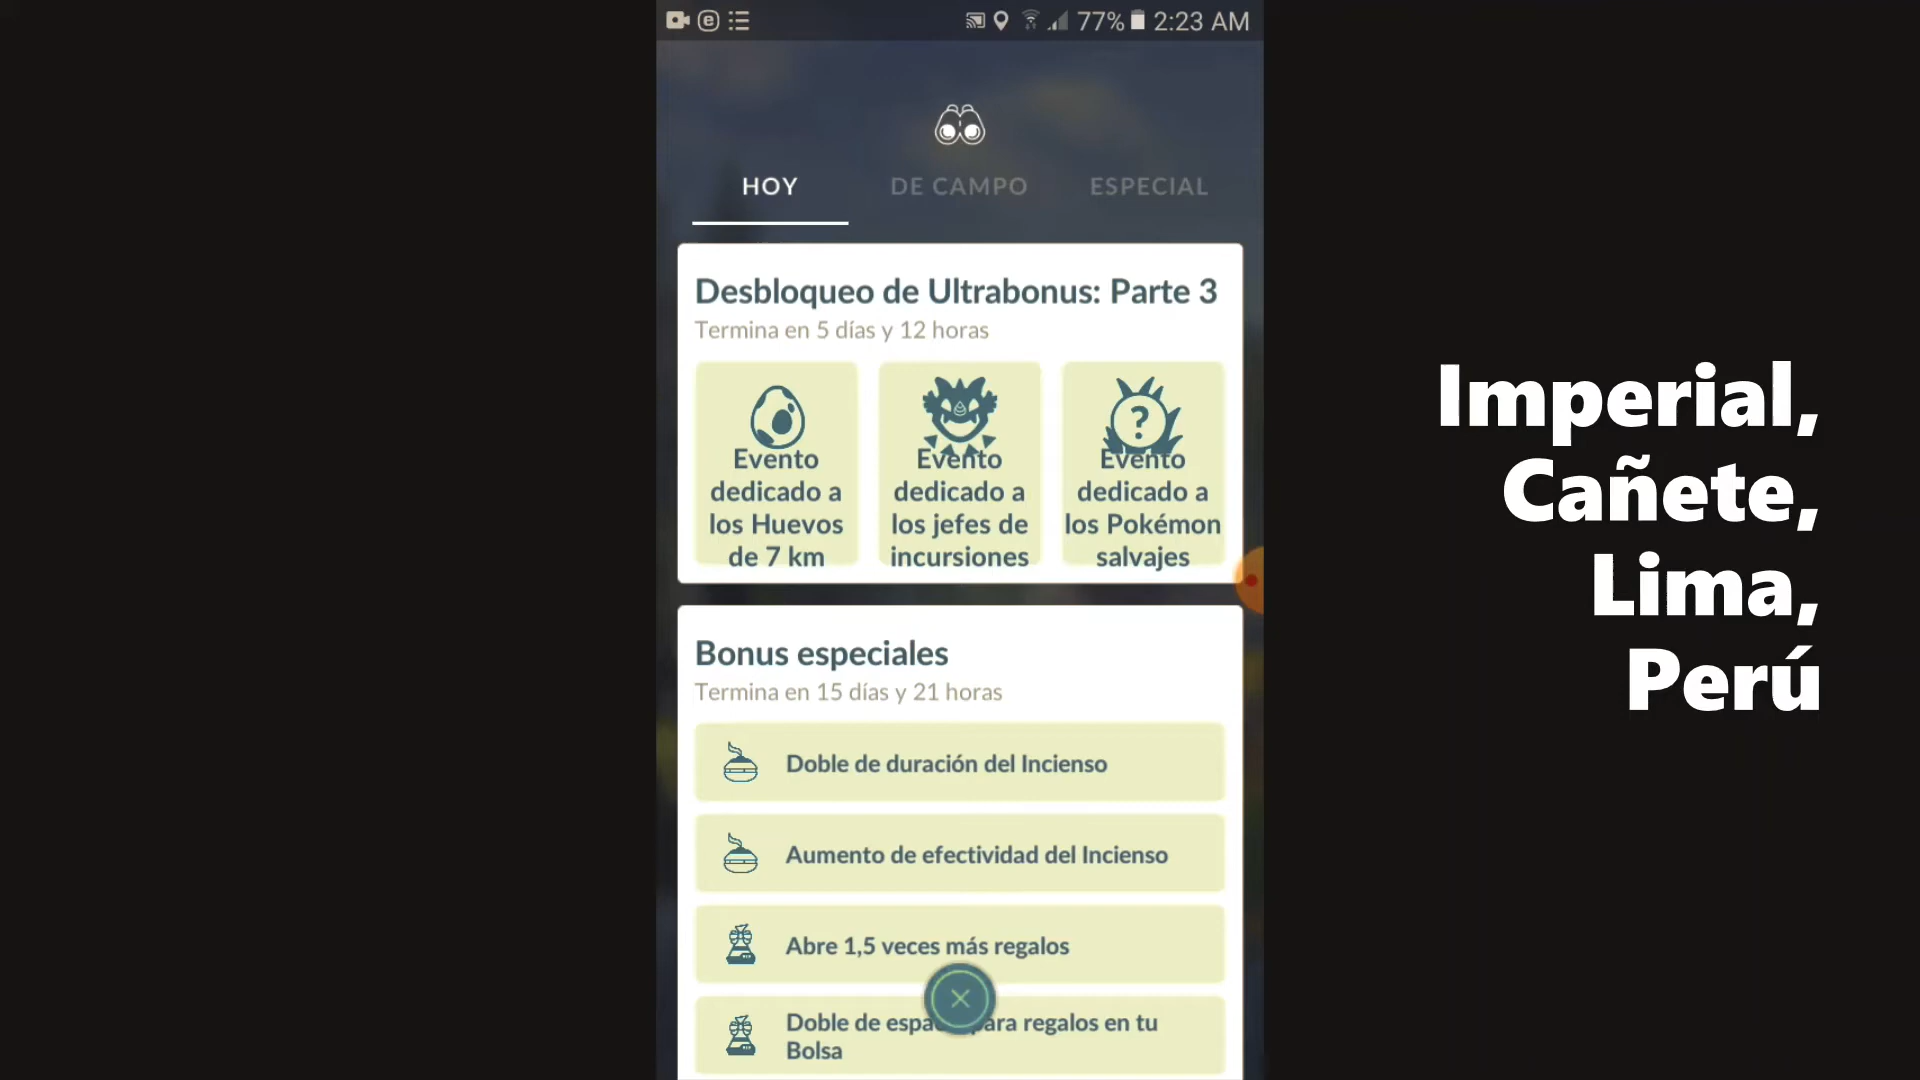 77% 2:23 AM
HOY DE CAMPO ESPECIAL
Desbloqueo de Ultrabonus: Parte 3
Termina en 5 días y 12 horas
Evento
dedicado a
los Huevos
de 7 km
Evento
dedicado a
los jefes de
incursiones
Evento
dedicado a
los Pokémon
salvajes
Bonus especiales
Termina en 15 días y 21 horas
Doble de duración del Incienso
Aumento de efectividad del Incienso
Abre 1,5 veces más regalos
Doble de espacio para regalos en tu
Bolsa
Imperial,
Cañete,
Lima,
Perú